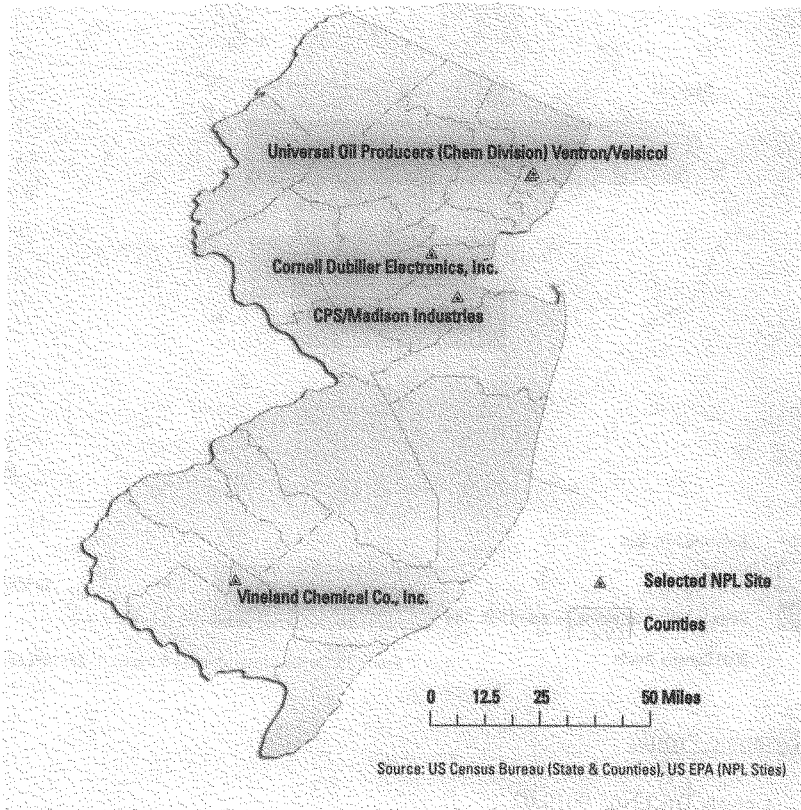 Universal Oil Producers (Chem Division) Ventron/Velsicol
Cornell Dubilier Electronics, Inc.
CPS/Madison Industries
Vineland Chemical Co., Inc.
Selected NPL Site
Counties
0 12.5 25 50 Miles
Source: US Census Bureau (State & Counties), US EPA (NPL Sties)